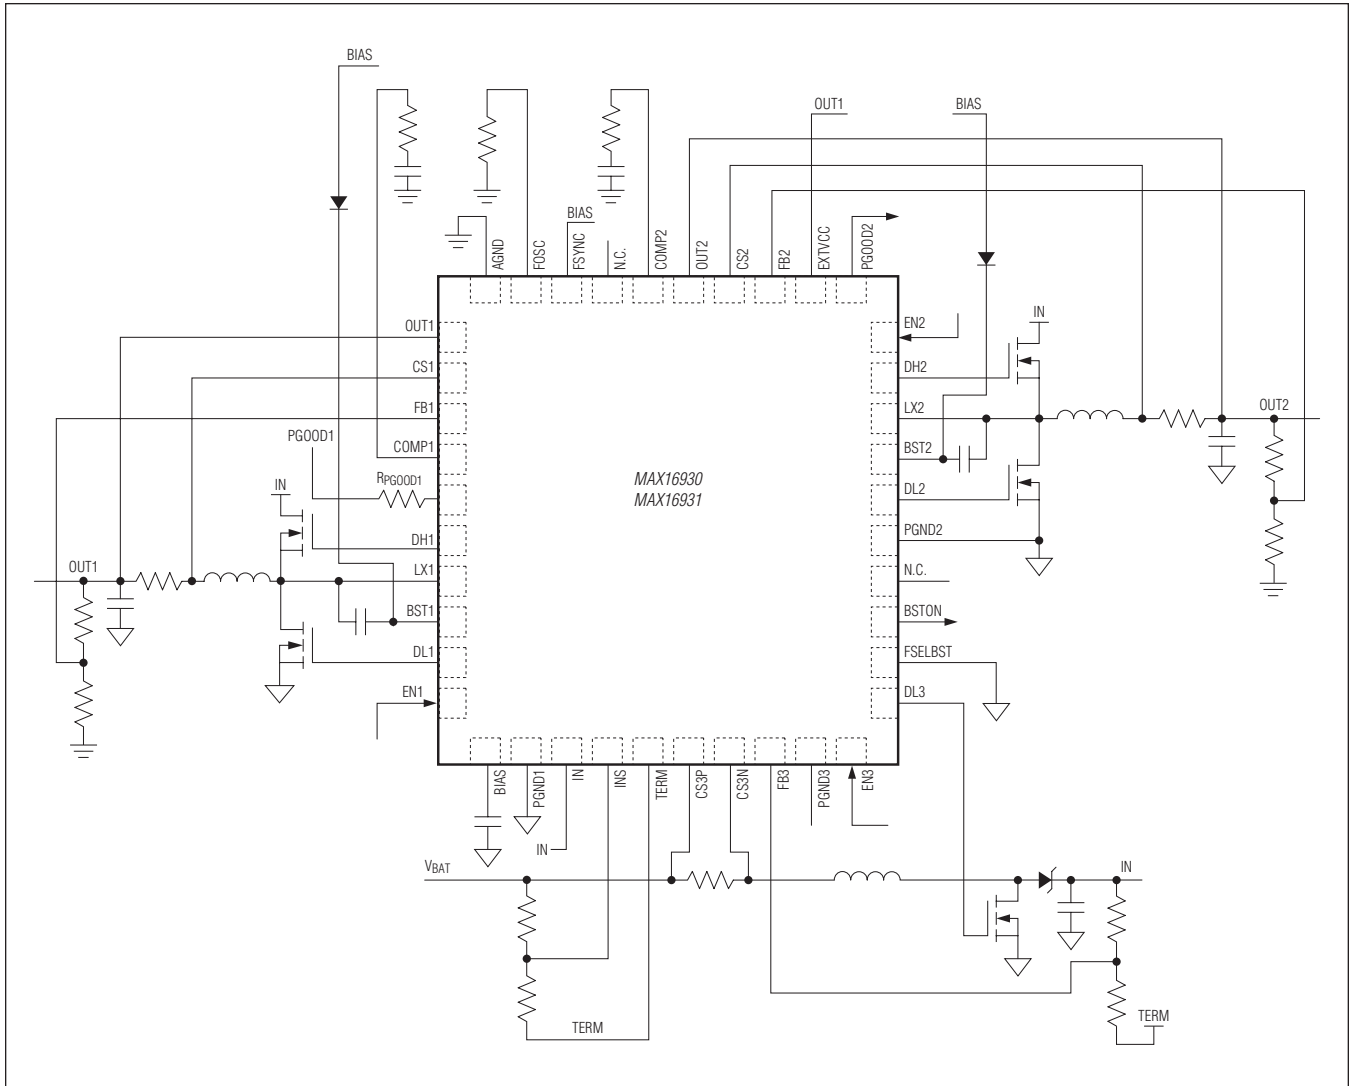 BIAS
OUT1
BIAS
AGND
FOSC
BIAS
FSYNC
N.C.
COMP2
OUT2
CS2
FB2
EXTVCC
PGOOD2
OUT1
CS1
FB1
COMP1
PGOOD1
RPGOOD1
IN
DH1
OUT1
LX1
BST1
DL1
EN1
MAX16930
MAX16931
EN2
IN
DH2
LX2
OUT2
BST2
DL2
PGND2
N.C.
BSTON
FSELBST
DL3
BIAS
PGND1
IN
INS
TERM
CS3P
CS3N
FB3
PGND3
EN3
IN
VBAT
IN
TERM
TERM